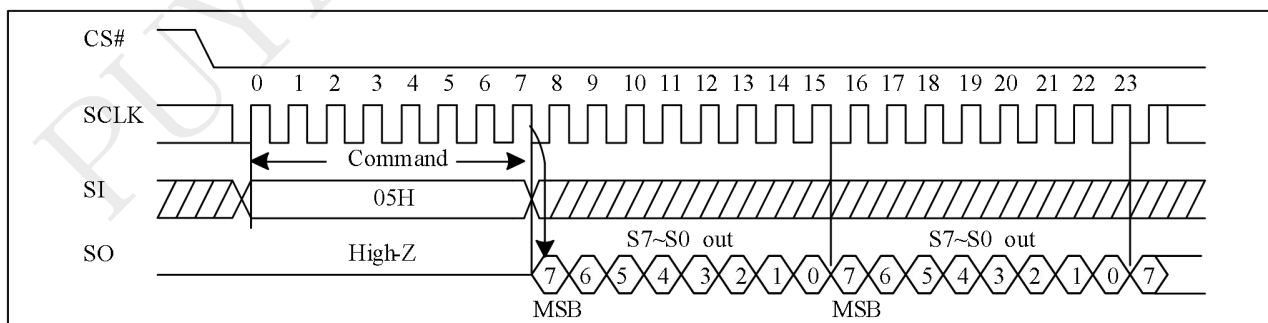 PUY
CS#
0 1 2 3 4 5 6 7 8 9 10 11 12 13 14 15 16 17 18 19 20 21 22 23
SCLK
Command
SI
05H
SO
High-Z
S7~S0 out
S7~S0 out
7 6 5 4 3 2 1 0 7 6 5 4 3 2 1 0 7
MSB
MSB